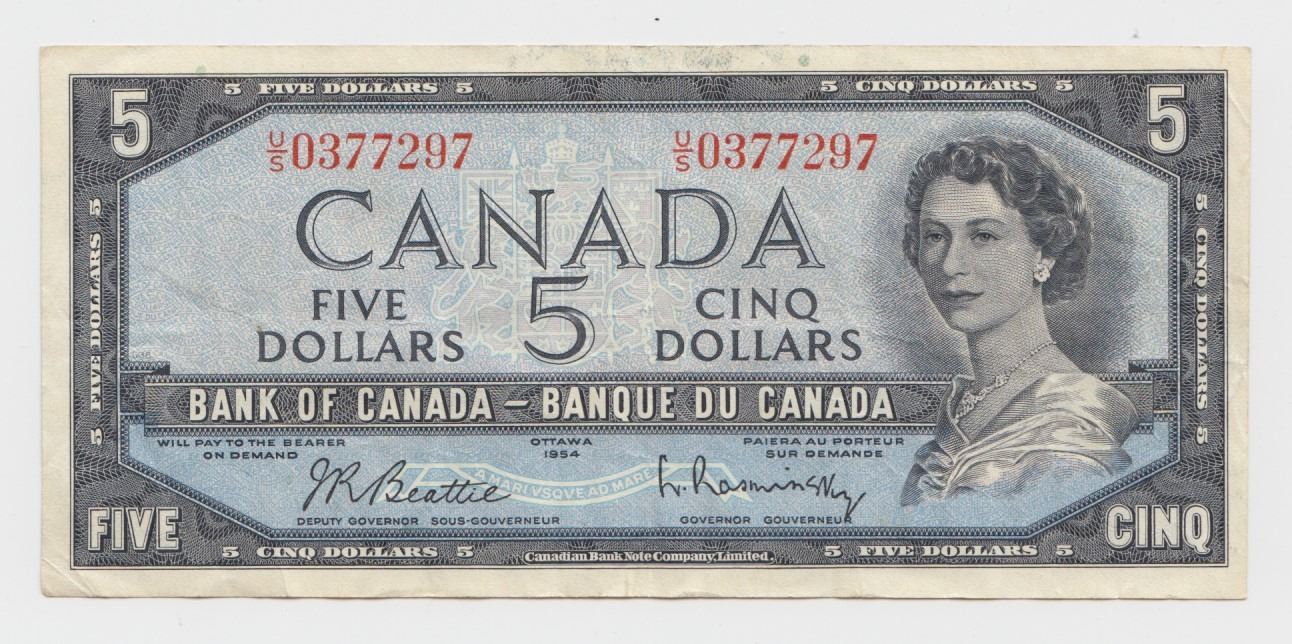 5 FIVE DOLLARS 5
5 CINQ DOLLARS 5
5
5
U/S 0377297
U/S 0377297
CANADA
FIVE DOLLARS
5
CINQ DOLLARS
5 FIVE DOLLARS 5
5 CINQ DOLLARS 5
BANK OF CANADA – BANQUE DU CANADA
WILL PAY TO THE BEARER
ON DEMAND
OTTAWA
1954
PAIERA AU PORTEUR
SUR DEMANDE
A MARI VSQVE AD MARE
JR Beattie
L. Rasminsky
DEPUTY GOVERNOR SOUS-GOUVERNEUR
GOVERNOR GOUVERNEUR
FIVE
CINQ
5 CINQ DOLLARS 5
Canadian Bank Note Company, Limited.
5 FIVE DOLLARS 5